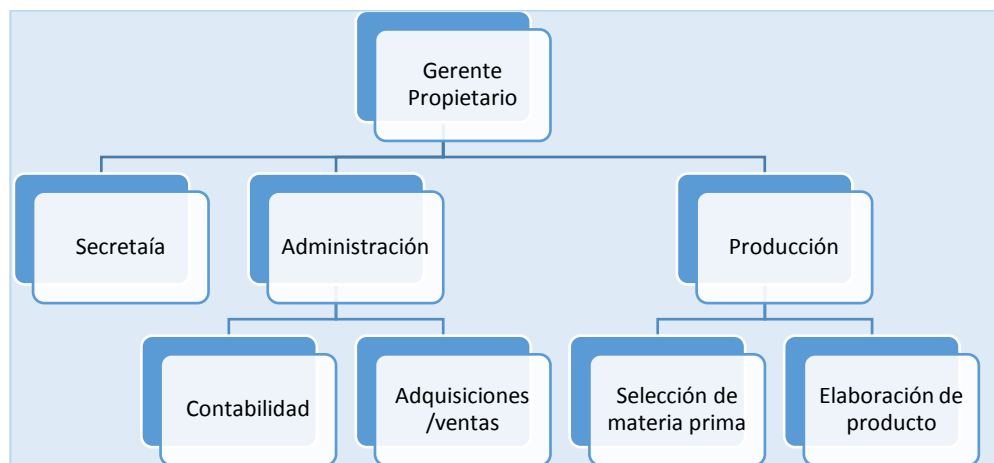 Gerente
Propietario
Secretaía
Administración
Producción
Contabilidad
Adquisiciones
/ventas
Selección de
materia prima
Elaboración de
producto